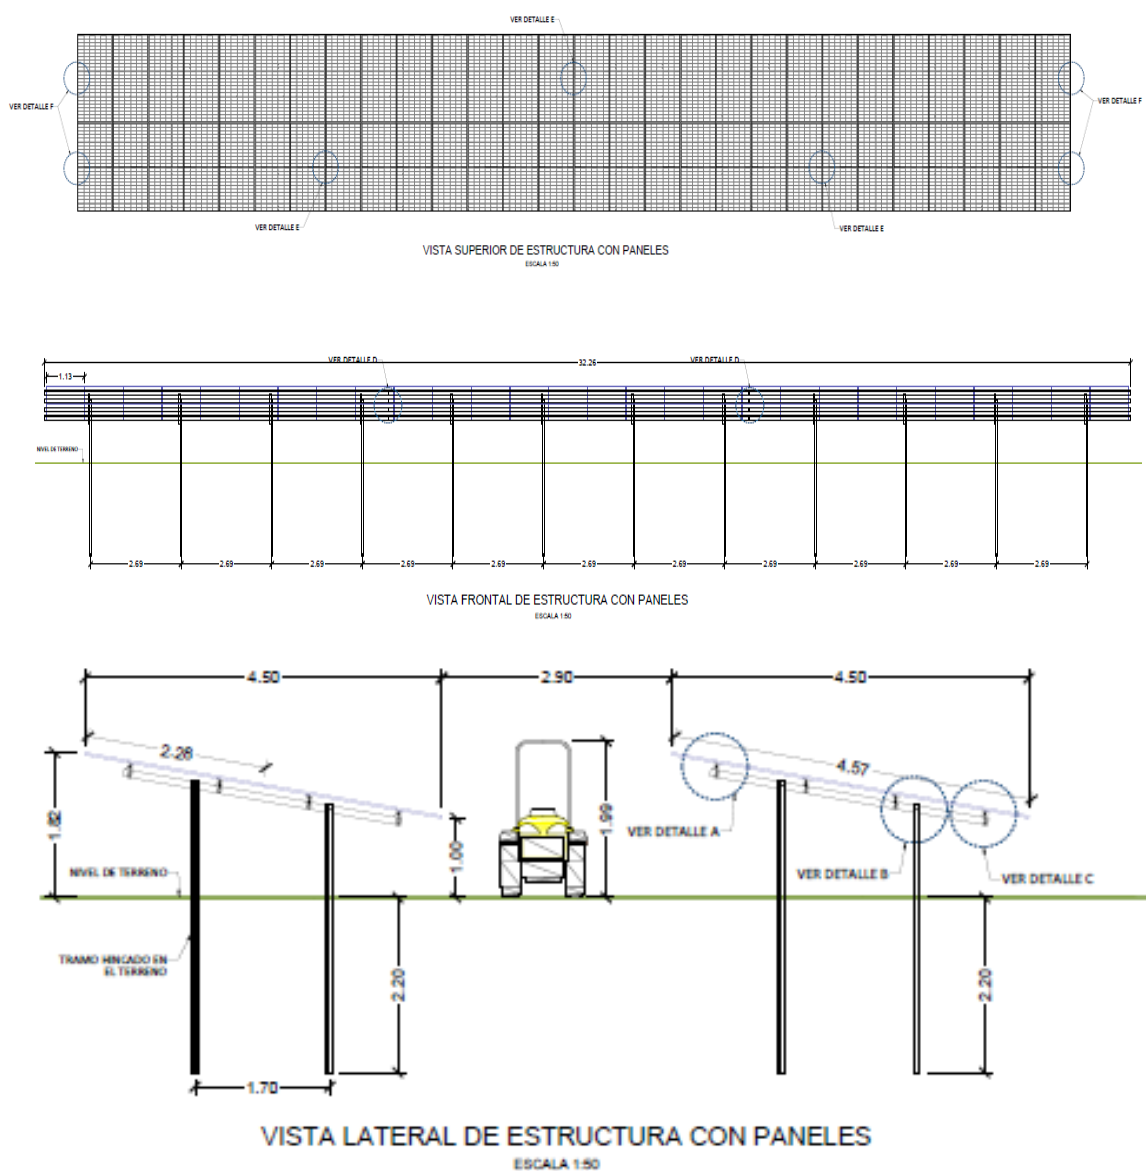 VER DETALLE E
VER DETALLE F
VER DETALLE F
VER DETALLE E
VER DETALLE E
VISTA SUPERIOR DE ESTRUCTURA CON PANELES
ESCALA 1:50
VER DETALLE D
32.26
VER DETALLE D
1.13
NIVEL DE TERRENO
2.69
2.69
2.69
2.69
2.69
2.69
2.69
2.69
2.69
2.69
2.69
VISTA FRONTAL DE ESTRUCTURA CON PANELES
ESCALA 1:50
4.50
2.90
4.50
2.28
4.57
1.82
1.99
VER DETALLE A
1.00
NIVEL DE TERRENO
VER DETALLE B
VER DETALLE C
TRAMO HINCADO EN
EL TERRENO
2.20
2.20
1.70
VISTA LATERAL DE ESTRUCTURA CON PANELES
ESCALA 1:50